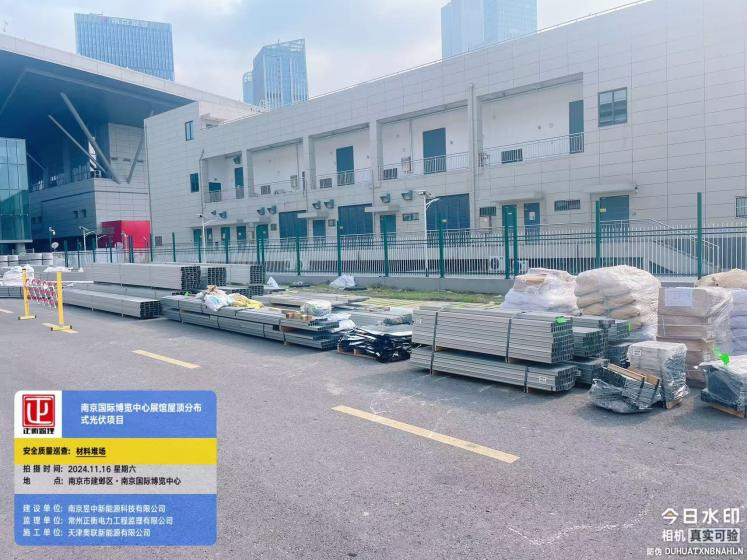 南京国际博览中心展馆屋顶分布
式光伏项目
正衡监理
安全质量巡查: 材料堆场
拍摄时间: 2024.11.16 星期六
地点: 南京市建邺区·南京国际博览中心
建设单位: 南京昱中新能源科技有限公司
监理单位: 常州正衡电力工程监理有限公司
施工单位: 天津奥联新能源有限公司
今日水印
相机 真实可验
防伪 DUHUATXNBNAHLN